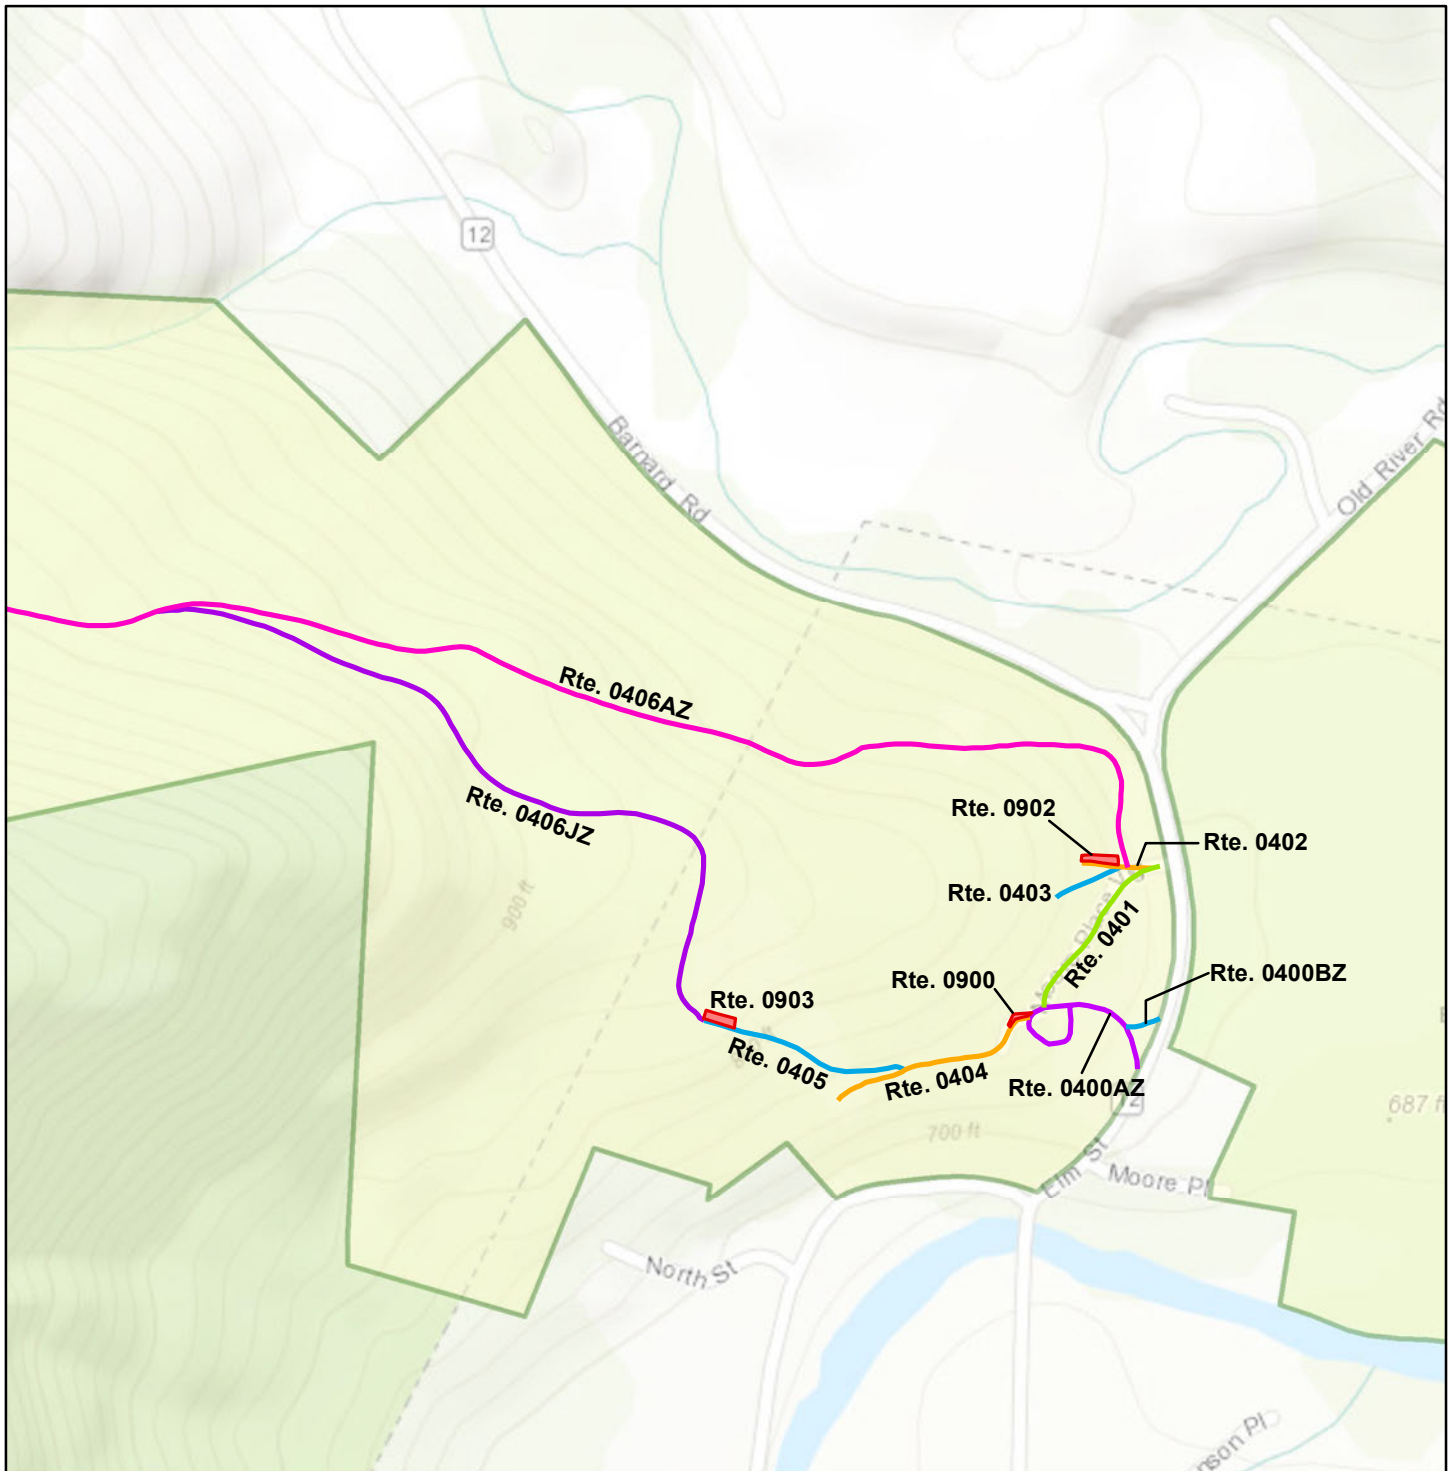 12
Barnard Rd
Old River Rd
Rte. 0406AZ
Rte. 0406JZ
Rte. 0902
Rte. 0402
Rte. 0403
Rte. 0401
900 ft
Rte. 0900
Rte. 0400BZ
Rte. 0903
Rte. 0405
Rte. 0404
Rte. 0400AZ
687 ft
700 ft
Elm St
Moore Pl
North St
nson Pl